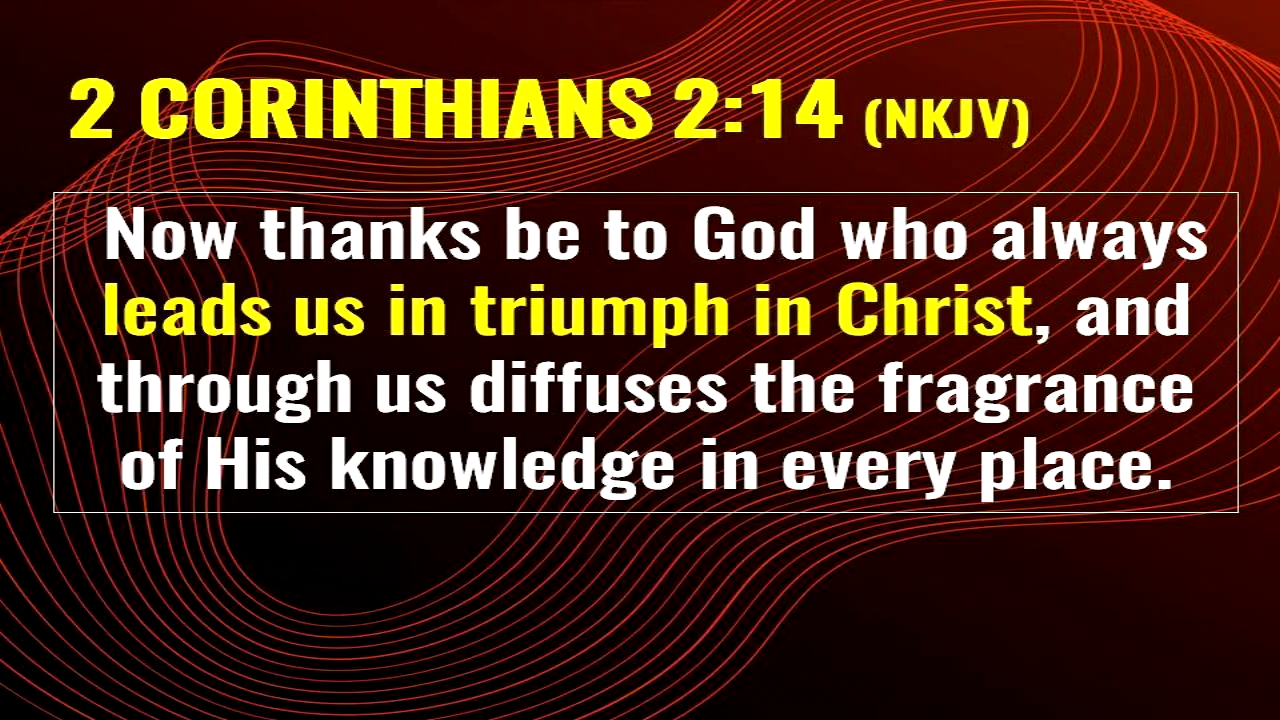 2 CORINTHIANS 2:14 (NKJV)
Now thanks be to God who always
leads us in triumph in Christ, and
through us diffuses the fragrance
of His knowledge in every place.